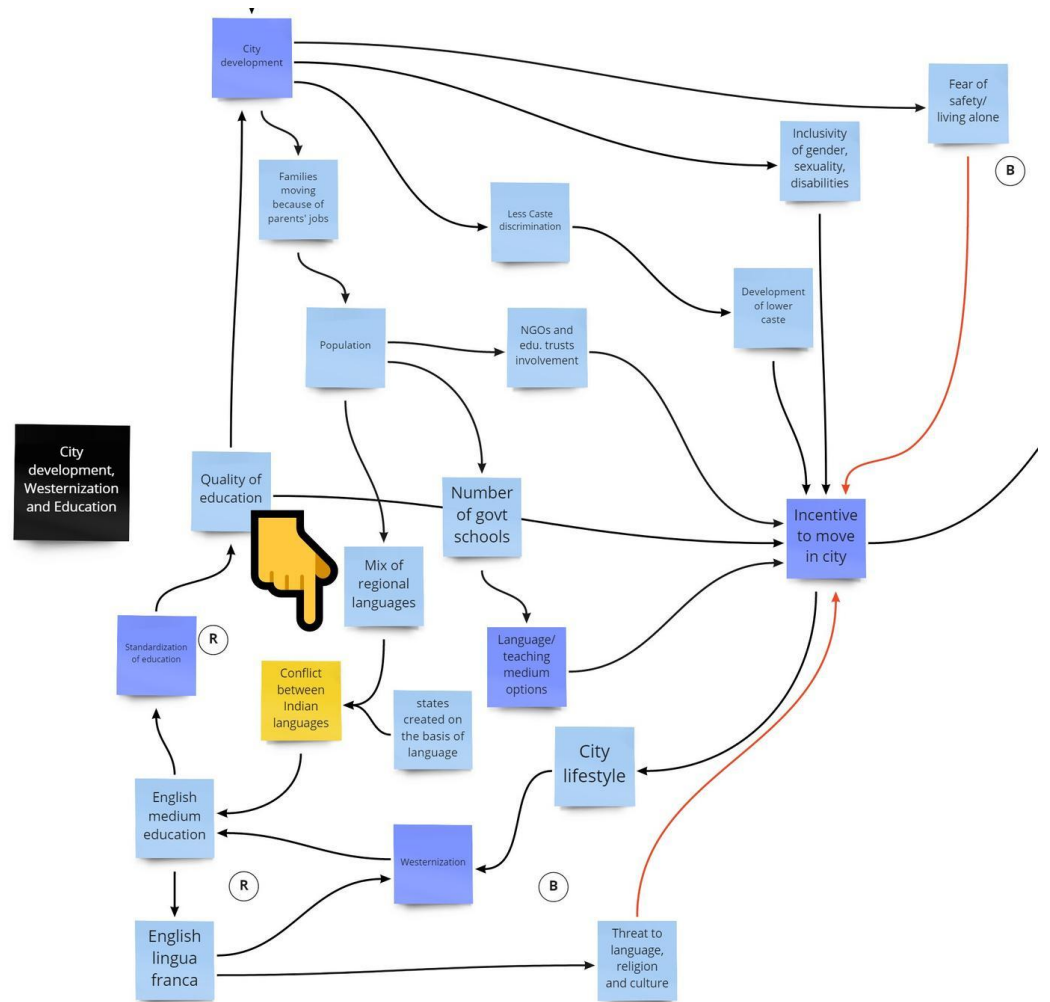 City
development
Fear of
safety/
living alone
Inclusivity
of gender,
sexuality,
disabilities
B
Families
moving
because of
parents' jobs
Less Caste
discrimination
Development
of lower
caste
Population
NGOs and
edu. trusts
involvement
City
development,
Westernization
and Education
Quality of
education
Number
of govt
schools
Incentive
to move
in city
Mix of
regional
languages
Standardization
of education
R
Language/
teaching
medium
options
Conflict
between
Indian
languages
states
created on
the basis of
language
City
lifestyle
English
medium
education
Westernization
R
B
English
lingua
franca
Threat to
language,
religion
and culture